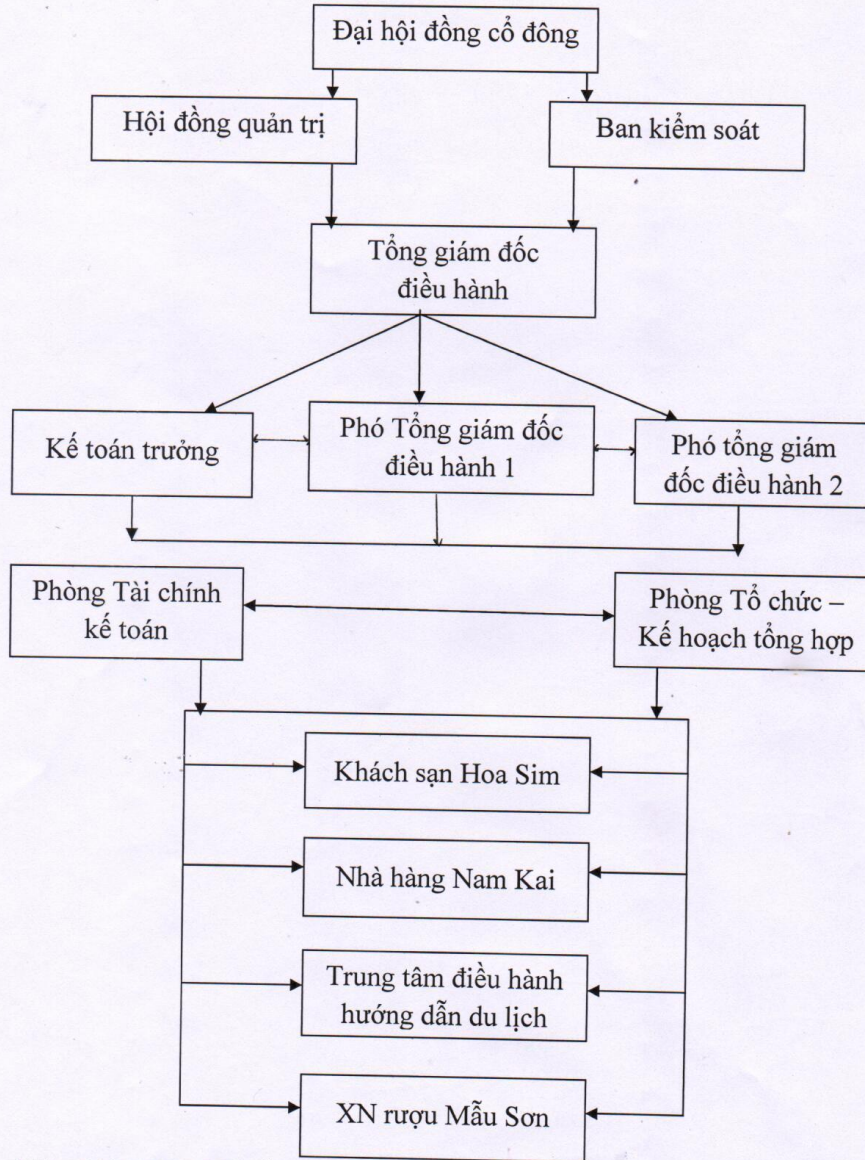 Đại hội đồng cổ đông
Hội đồng quản trị
Ban kiểm soát
Tổng giám đốc
điều hành
Kế toán trưởng
Phó Tổng giám đốc
điều hành 1
Phó tổng giám
đốc điều hành 2
Phòng Tài chính
kế toán
Phòng Tổ chức –
Kế hoạch tổng hợp
Khách sạn Hoa Sim
Nhà hàng Nam Kai
Trung tâm điều hành
hướng dẫn du lịch
XN rượu Mẫu Sơn